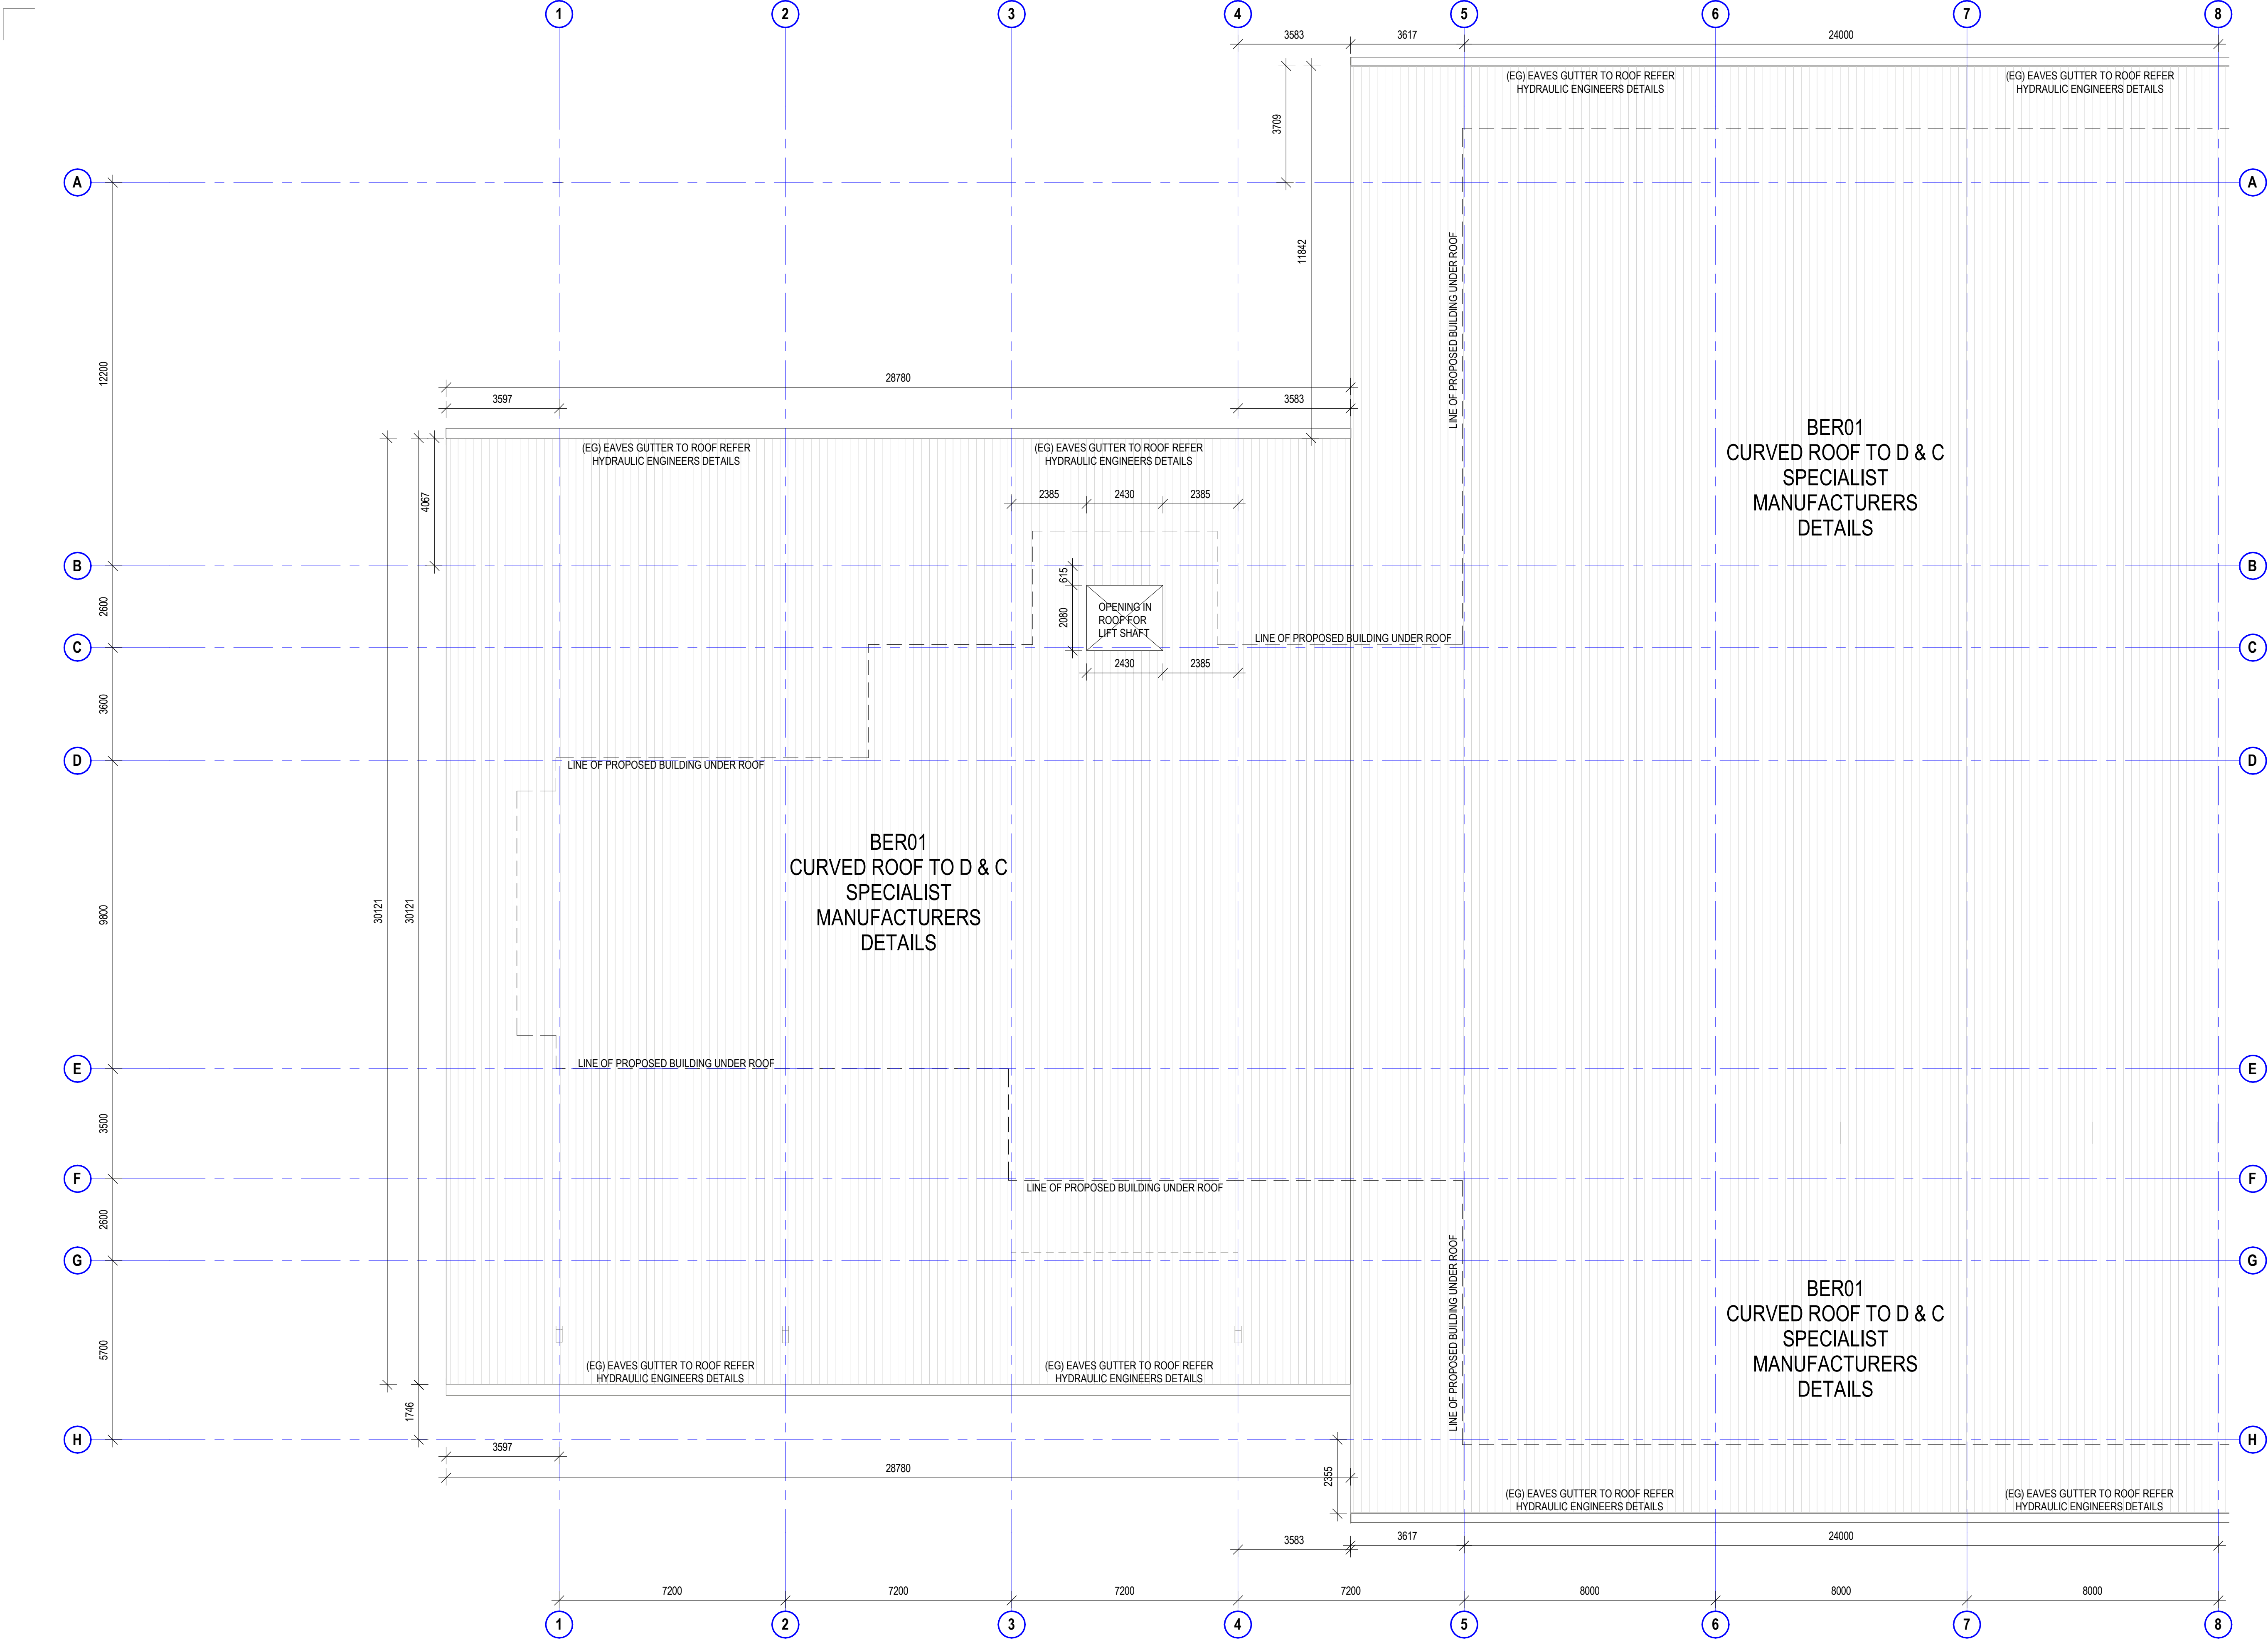 1
2
3
4
5
6
7
8
3583
3617
24000
(EG) EAVES GUTTER TO ROOF REFER
HYDRAULIC ENGINEERS DETAILS
(EG) EAVES GUTTER TO ROOF REFER
HYDRAULIC ENGINEERS DETAILS
3709
A
A
11842
LINE OF PROPOSED BUILDING UNDER ROOF
12200
28780
3597
3583
(EG) EAVES GUTTER TO ROOF REFER
HYDRAULIC ENGINEERS DETAILS
(EG) EAVES GUTTER TO ROOF REFER
HYDRAULIC ENGINEERS DETAILS
BER01
CURVED ROOF TO D & C
SPECIALIST
MANUFACTURERS
DETAILS
4067
2385
2430
2385
B
B
615
2600
2080
OPENING IN
ROOF FOR
LIFT SHAFT
LINE OF PROPOSED BUILDING UNDER ROOF
C
C
2430
2385
3600
D
D
LINE OF PROPOSED BUILDING UNDER ROOF
BER01
CURVED ROOF TO D & C
SPECIALIST
MANUFACTURERS
DETAILS
9800
30121
30121
LINE OF PROPOSED BUILDING UNDER ROOF
E
E
3500
F
F
LINE OF PROPOSED BUILDING UNDER ROOF
2600
G
G
LINE OF PROPOSED BUILDING UNDER ROOF
BER01
CURVED ROOF TO D & C
SPECIALIST
MANUFACTURERS
DETAILS
5700
(EG) EAVES GUTTER TO ROOF REFER
HYDRAULIC ENGINEERS DETAILS
(EG) EAVES GUTTER TO ROOF REFER
HYDRAULIC ENGINEERS DETAILS
1746
H
H
3597
28780
2355
(EG) EAVES GUTTER TO ROOF REFER
HYDRAULIC ENGINEERS DETAILS
(EG) EAVES GUTTER TO ROOF REFER
HYDRAULIC ENGINEERS DETAILS
3583
3617
24000
7200
7200
7200
7200
8000
8000
8000
1
2
3
4
5
6
7
8